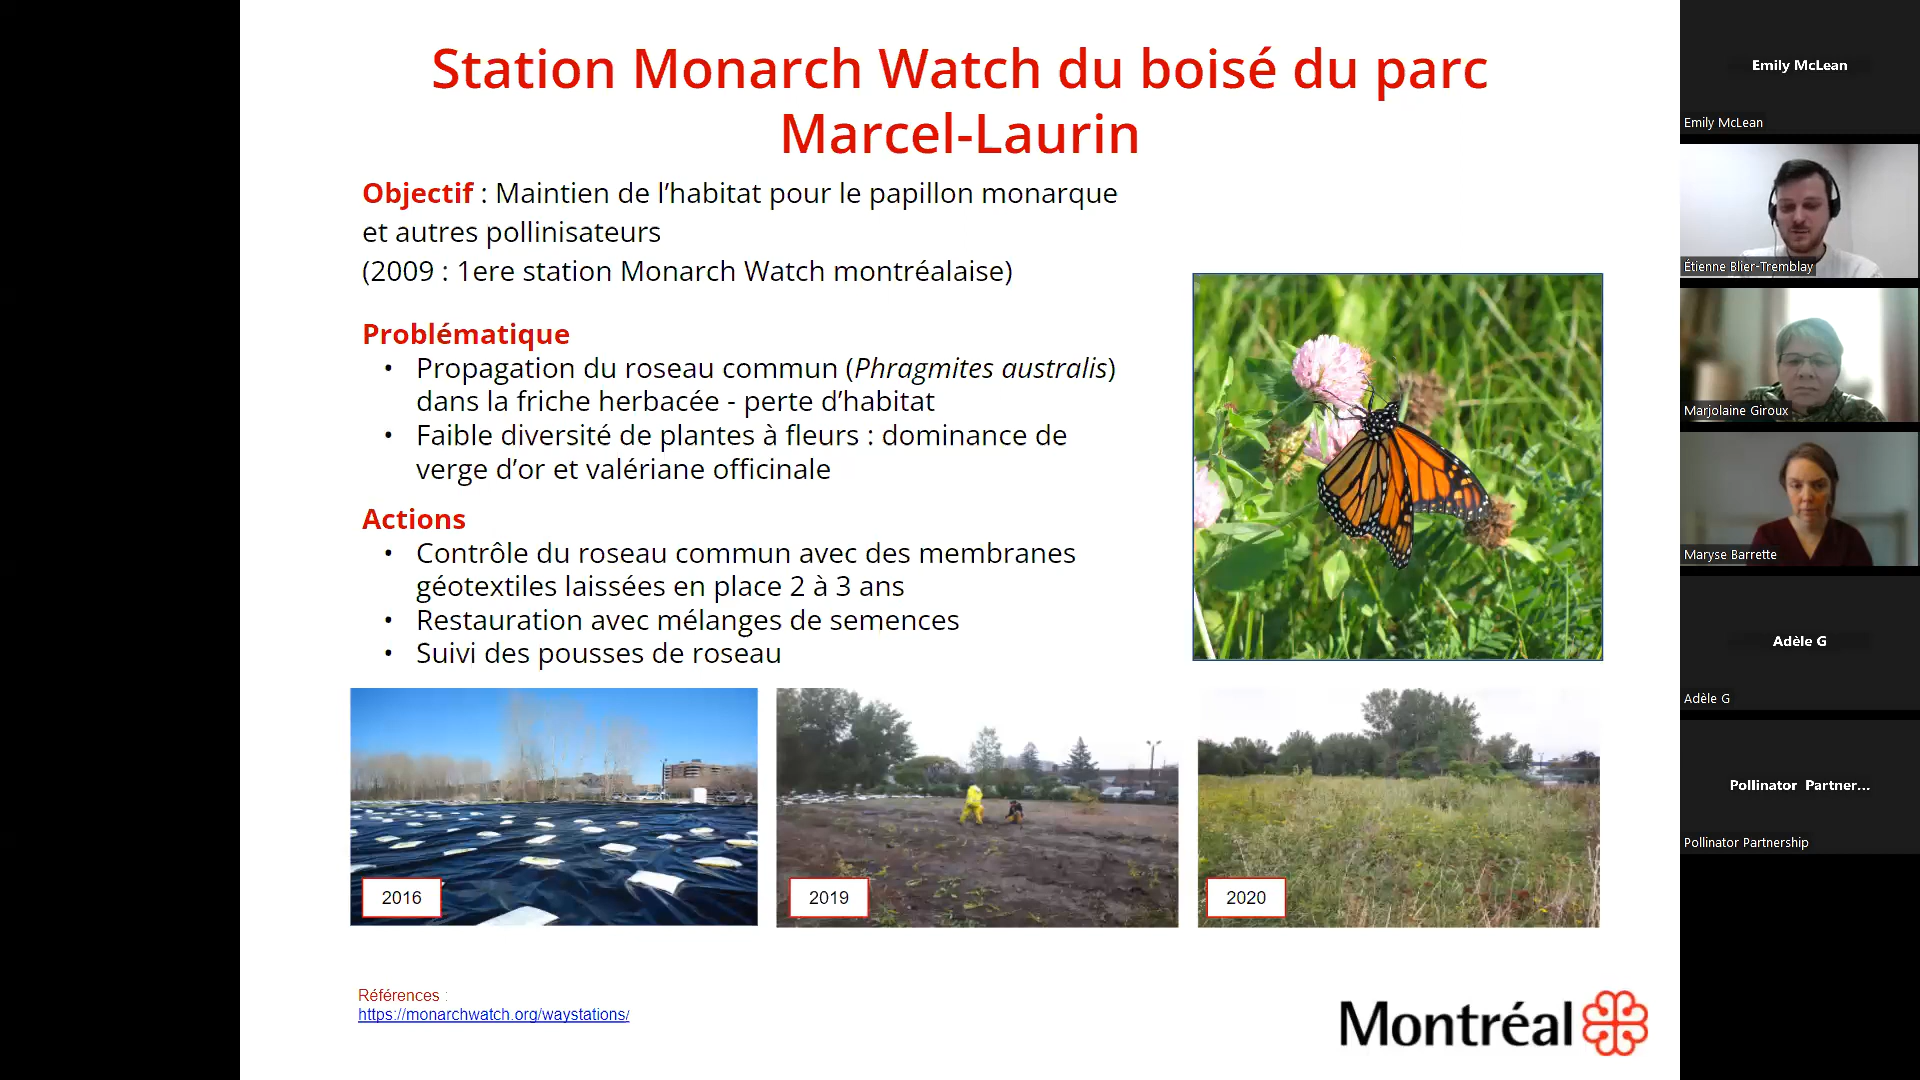 Station Monarch Watch du boisé du parc
Marcel-Laurin
Objectif : Maintien de l’habitat pour le papillon monarque
et autres pollinisateurs
(2009 : 1ere station Monarch Watch montréalaise)
Problématique
• Propagation du roseau commun (Phragmites australis)
dans la friche herbacée - perte d’habitat
• Faible diversité de plantes à fleurs : dominance de
verge d’or et valériane officinale
Actions
• Contrôle du roseau commun avec des membranes
géotextiles laissées en place 2 à 3 ans
• Restauration avec mélanges de semences
• Suivi des pousses de roseau
2016
2019
2020
Références :
https://monarchwatch.org/waystations/
Montréal
Emily McLean
Emily McLean
Étienne Blier-Tremblay
Marjolaine Giroux
Maryse Barrette
Adèle G
Adèle G
Pollinator Partner...
Pollinator Partnership